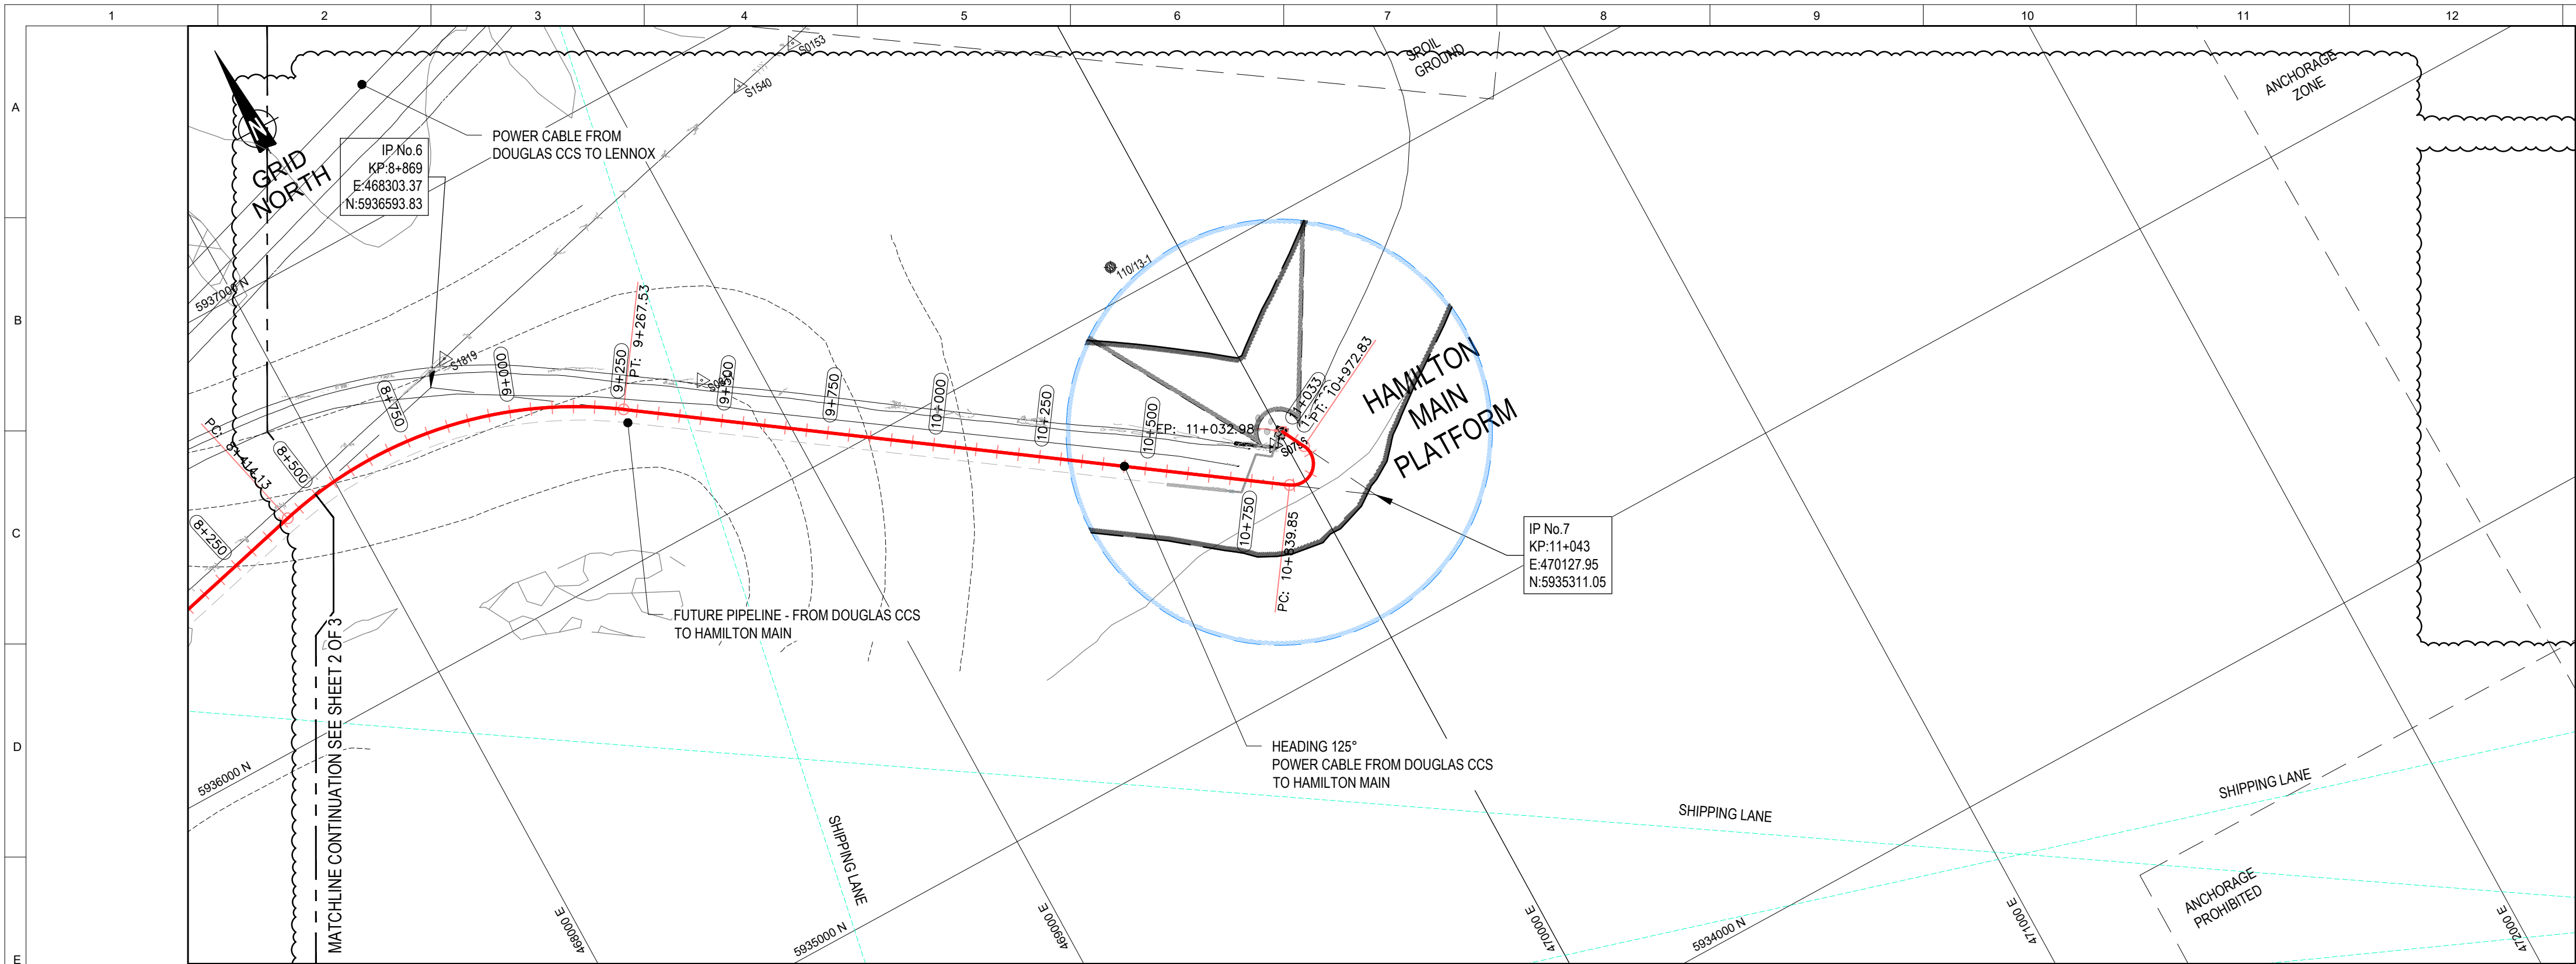 1 2 3 4 5 6 7 8 9 10 11 12
A
B
C
D
E
GRID
NORTH
N
IP No.6
KP:8+869
E:468303.37
N:5936593.83
POWER CABLE FROM
DOUGLAS CCS TO LENNOX
S0153
S1540
SPOIL
GROUND
ANCHORAGE
ZONE
5937000 N
110/13-1
S1819
PC: 8+414.13
8+250
8+500
8+750
9+000
9+250
PT: 9+267.53
9+500
9+750
10+000
10+250
10+500
10+750
EP: 11+032.98
11+033
PT: 10+972.83
PC: 10+839.85
HAMILTON
MAIN
PLATFORM
IP No.7
KP:11+043
E:470127.95
N:5935311.05
FUTURE PIPELINE - FROM DOUGLAS CCS
TO HAMILTON MAIN
HEADING 125°
POWER CABLE FROM DOUGLAS CCS
TO HAMILTON MAIN
MATCHLINE CONTINUATION SEE SHEET 2 OF 3
5936000 N
SHIPPING LANE
SHIPPING LANE
SHIPPING LANE
ANCHORAGE
PROHIBITED
468000 E
5935000 N
469000 E
470000 E
5934000 N
471000 E
472000 E